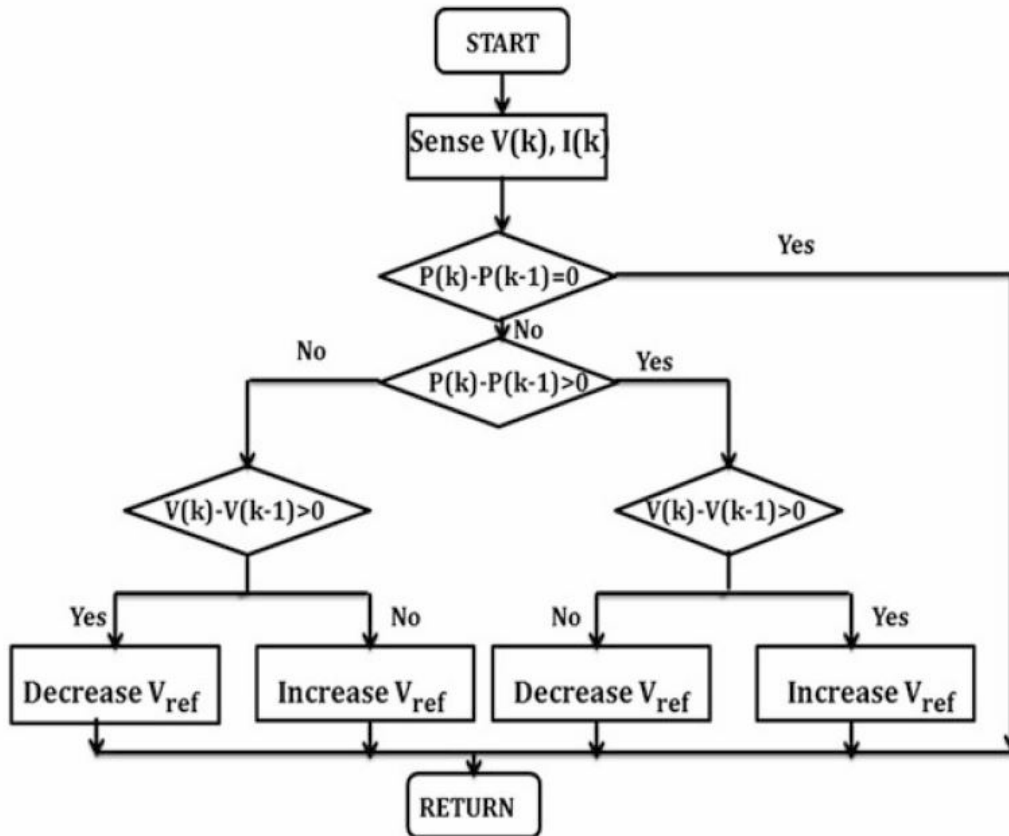 START
Sense V(k), I(k)
Yes
P(k)-P(k-1)=0
No
No
Yes
P(k)-P(k-1)>0
V(k)-V(k-1)>0
V(k)-V(k-1)>0
Yes
No
No
Yes
Decrease Vref
Increase Vref
Decrease Vref
Increase Vref
RETURN